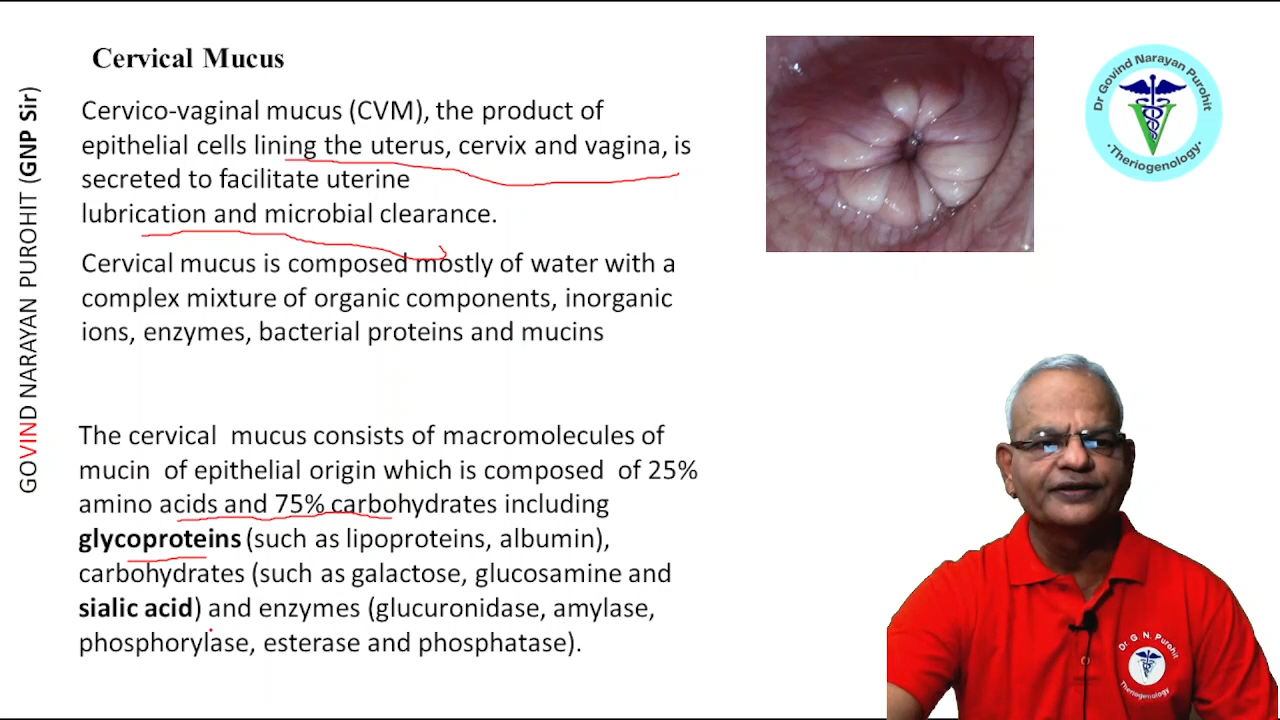 Cervical Mucus
Cervico-vaginal mucus (CVM), the product of
epithelial cells lining the uterus, cervix and vagina, is
secreted to facilitate uterine
lubrication and microbial clearance.
Cervical mucus is composed mostly of water with a
complex mixture of organic components, inorganic
ions, enzymes, bacterial proteins and mucins
The cervical mucus consists of macromolecules of
mucin of epithelial origin which is composed of 25%
amino acids and 75% carbohydrates including
glycoproteins (such as lipoproteins, albumin),
carbohydrates (such as galactose, glucosamine and
sialic acid) and enzymes (glucuronidase, amylase,
phosphorylase, esterase and phosphatase).
GOVIND NARAYAN PUROHIT (GNP Sir)
Dr Govind Narayan Purohit
V
•Theriogenology•
Dr. G. N. Purohit
Theriogenology